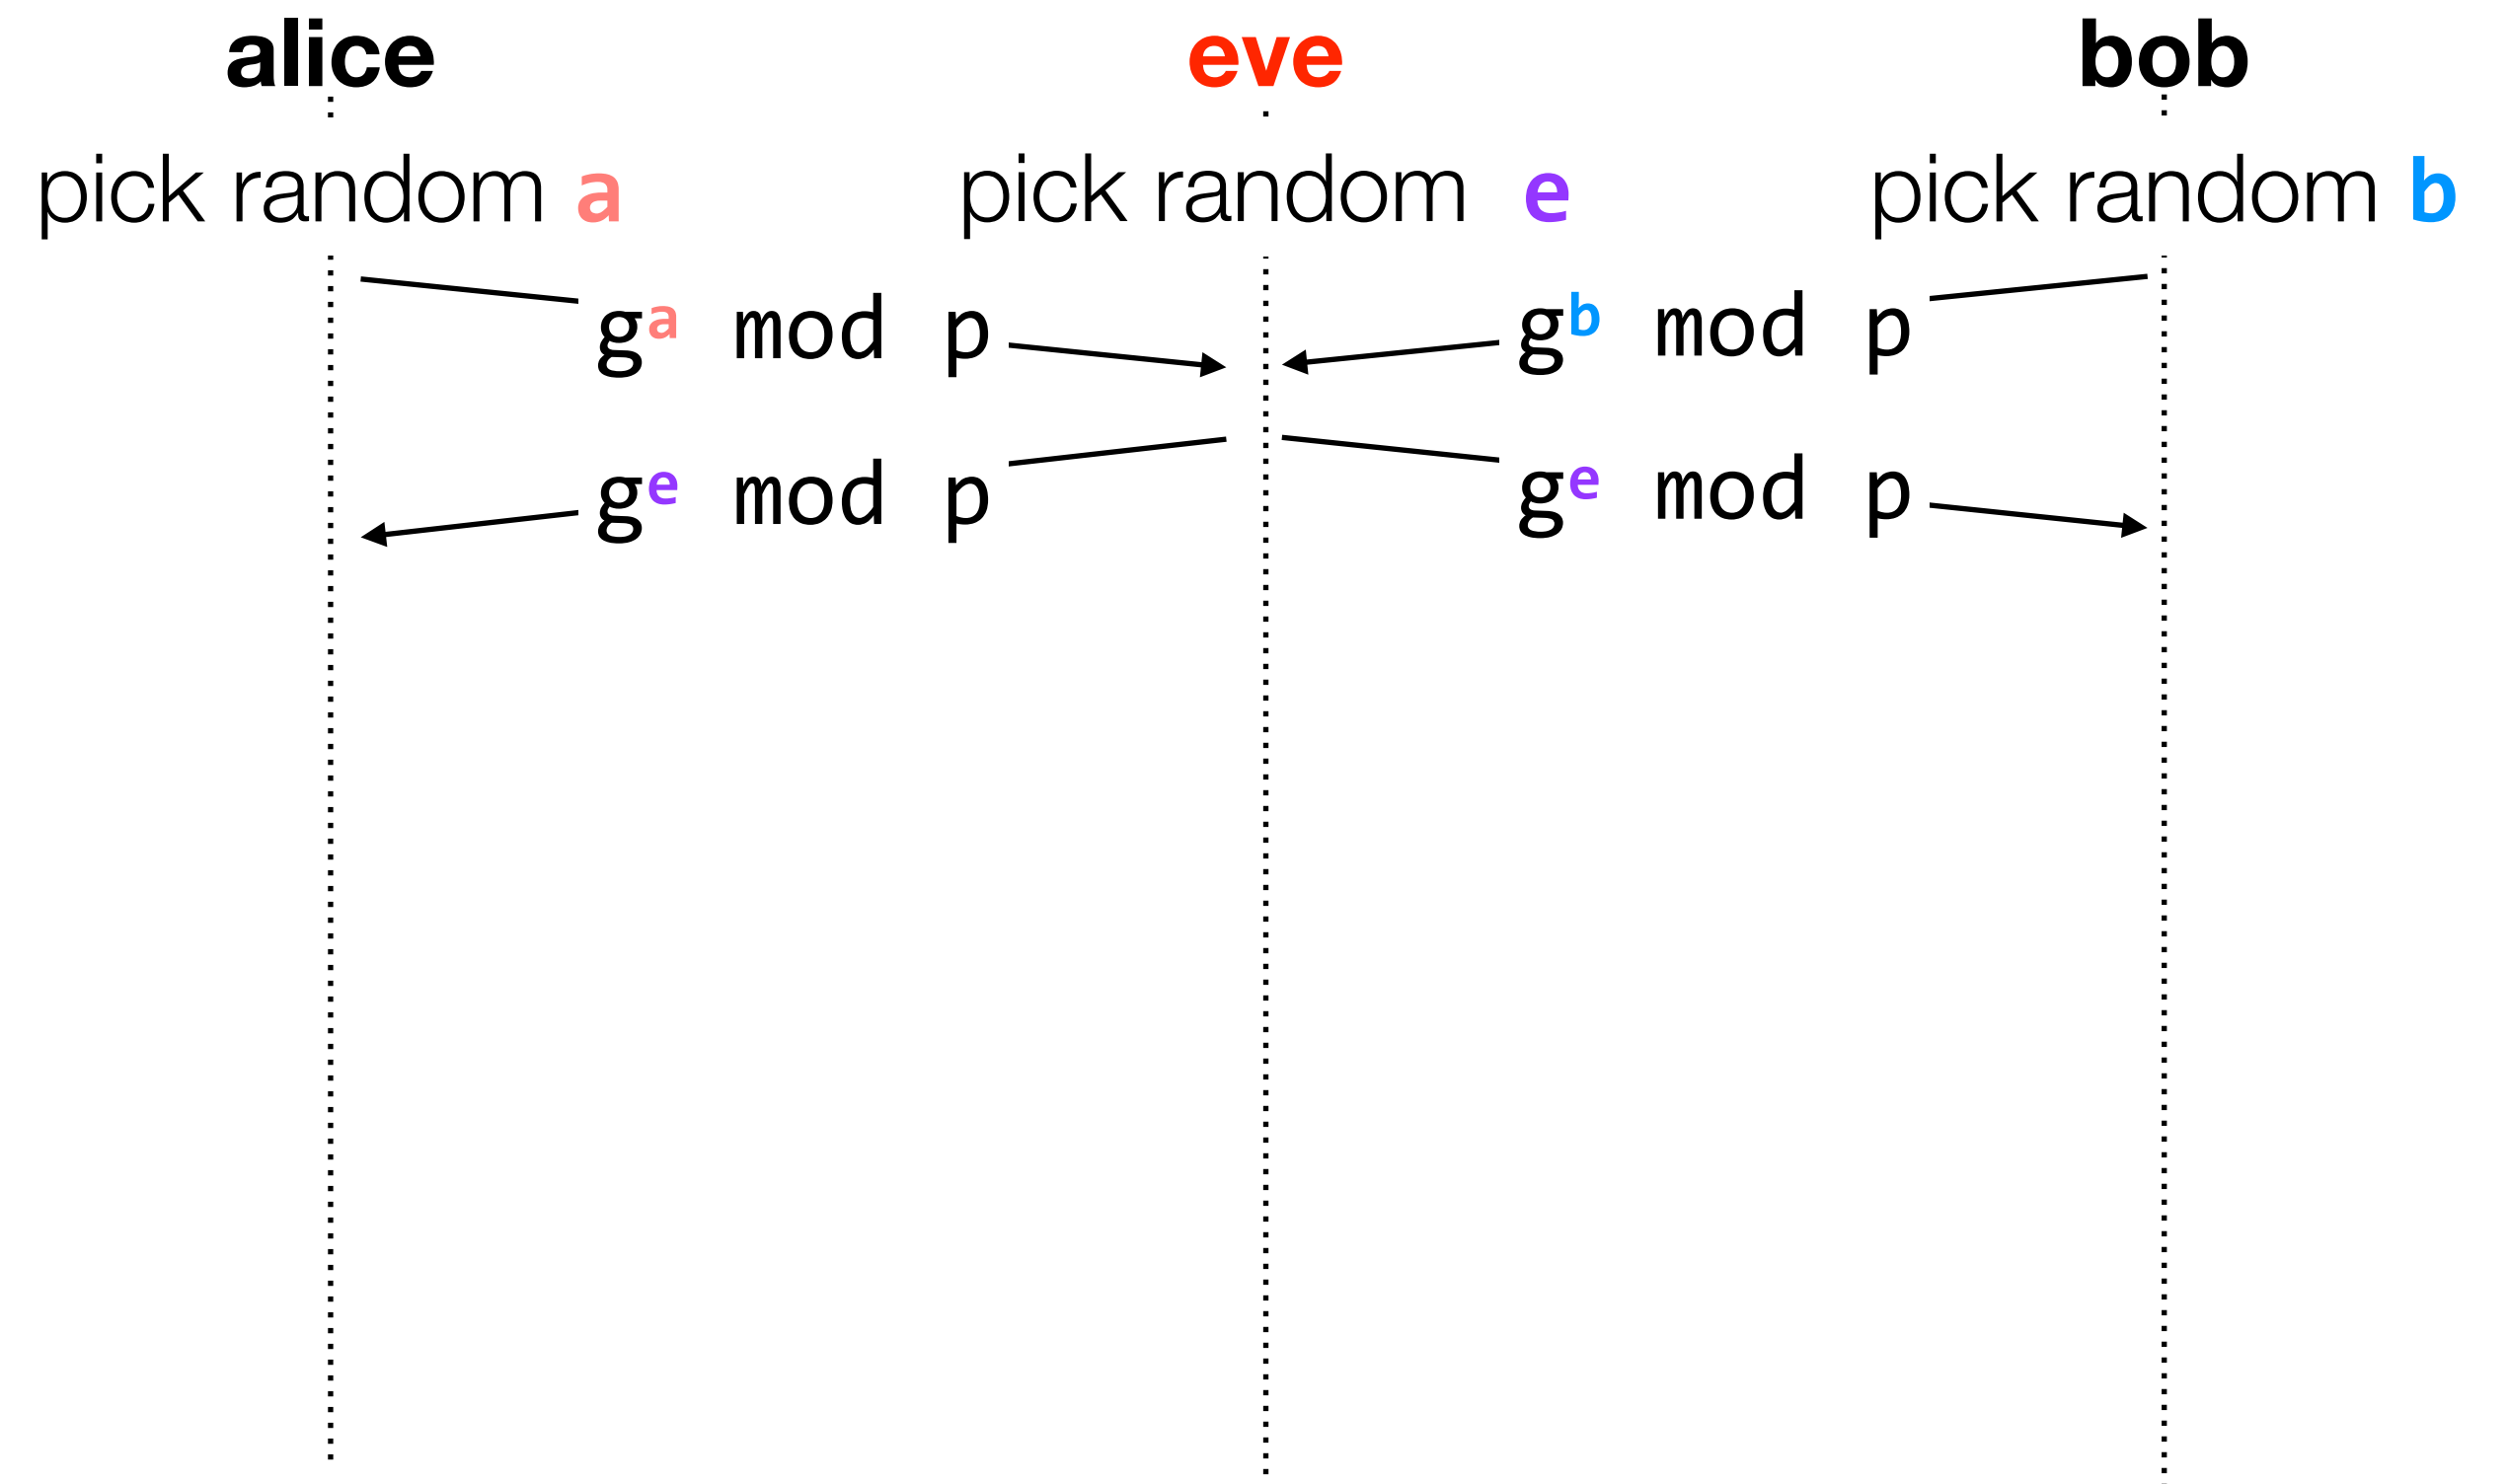 alice eve bob
pick random a pick random e pick random b
gᵃ mod p gᵇ mod p
gᵉ mod p gᵉ mod p